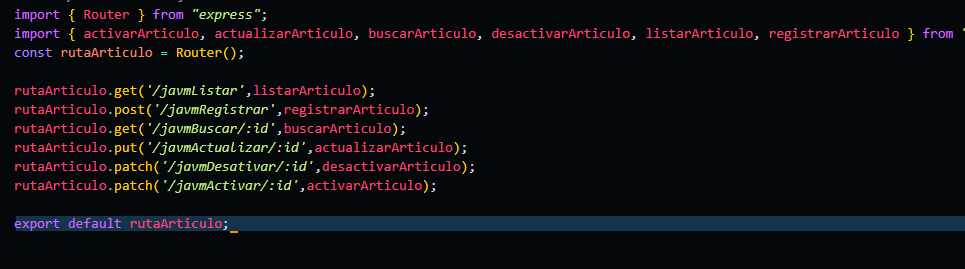 import { Router } from "express";
import { activarArticulo, actualizarArticulo, buscarArticulo, desactivarArticulo, listarArticulo, registrarArticulo } from
const rutaArticulo = Router();
rutaArticulo.get('/javmListar',listarArticulo);
rutaArticulo.post('/javmRegistrar',registrarArticulo);
rutaArticulo.get('/javmBuscar/:id',buscarArticulo);
rutaArticulo.put('/javmActualizar/:id',actualizarArticulo);
rutaArticulo.patch('/javmDesativar/:id',desactivarArticulo);
rutaArticulo.patch('/javmActivar/:id',activarArticulo);
export default rutaArticulo;